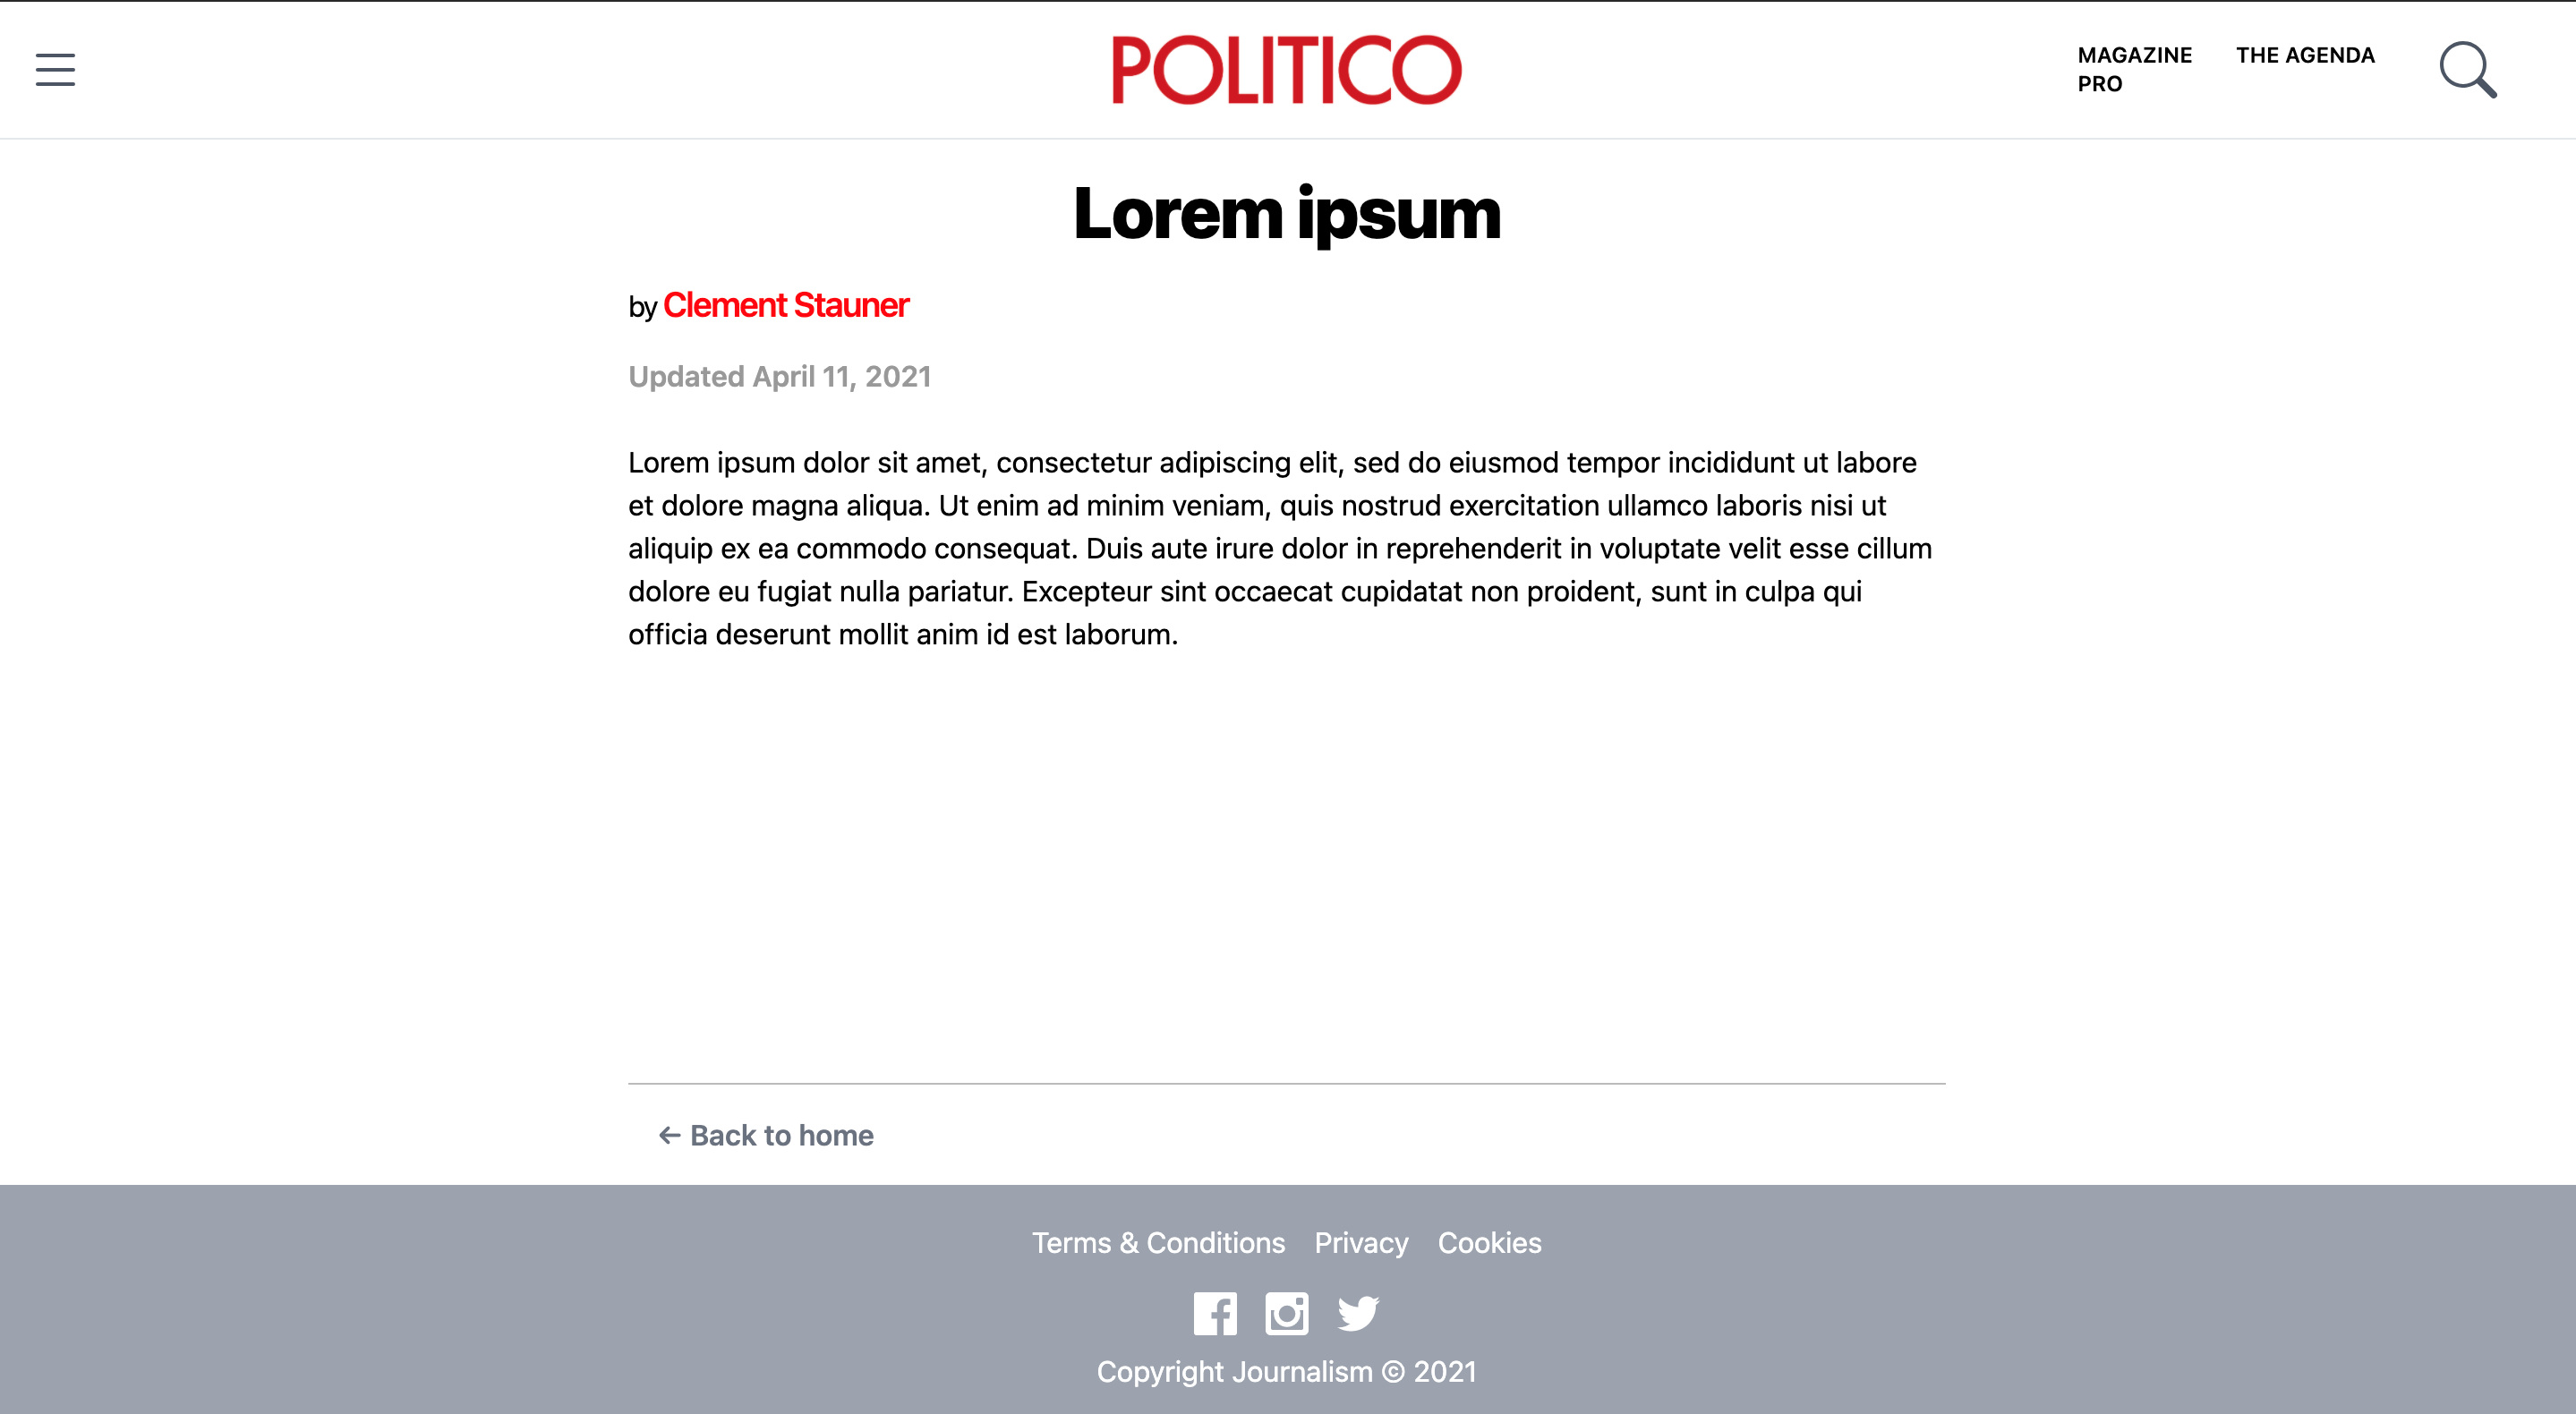 POLITICO
MAGAZINE THE AGENDA
PRO
Lorem ipsum
by Clement Stauner
Updated April 11, 2021
Lorem ipsum dolor sit amet, consectetur adipiscing elit, sed do eiusmod tempor incididunt ut labore
et dolore magna aliqua. Ut enim ad minim veniam, quis nostrud exercitation ullamco laboris nisi ut
aliquip ex ea commodo consequat. Duis aute irure dolor in reprehenderit in voluptate velit esse cillum
dolore eu fugiat nulla pariatur. Excepteur sint occaecat cupidatat non proident, sunt in culpa qui
officia deserunt mollit anim id est laborum.
← Back to home
Terms & Conditions Privacy Cookies
Copyright Journalism © 2021